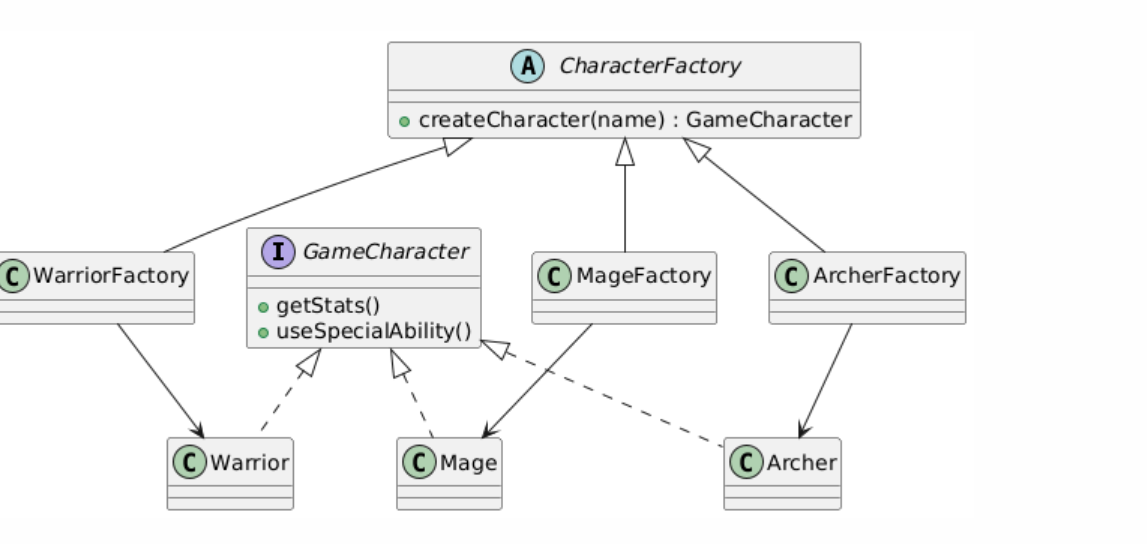 A CharacterFactory
createCharacter(name) : GameCharacter
C WarriorFactory
I GameCharacter
getStats()
useSpecialAbility()
C MageFactory
C ArcherFactory
C Warrior
C Mage
C Archer